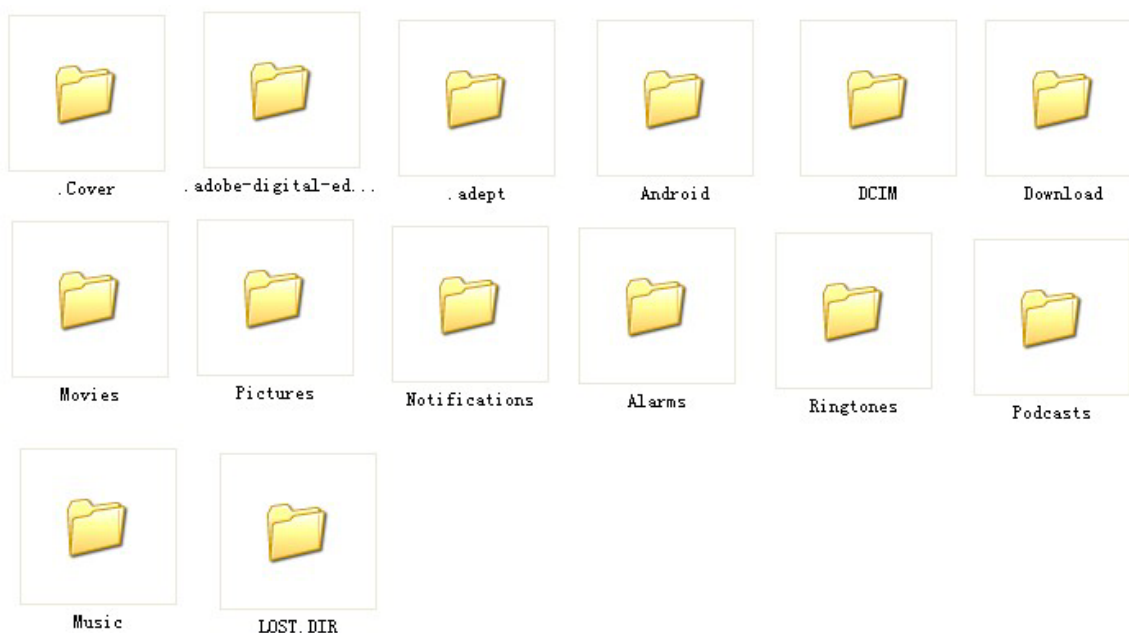 .Cover
.adobe-digital-ed...
.adept
Android
DCIM
Download
Movies
Pictures
Notifications
Alarms
Ringtones
Podcasts
Music
LOST.DIR